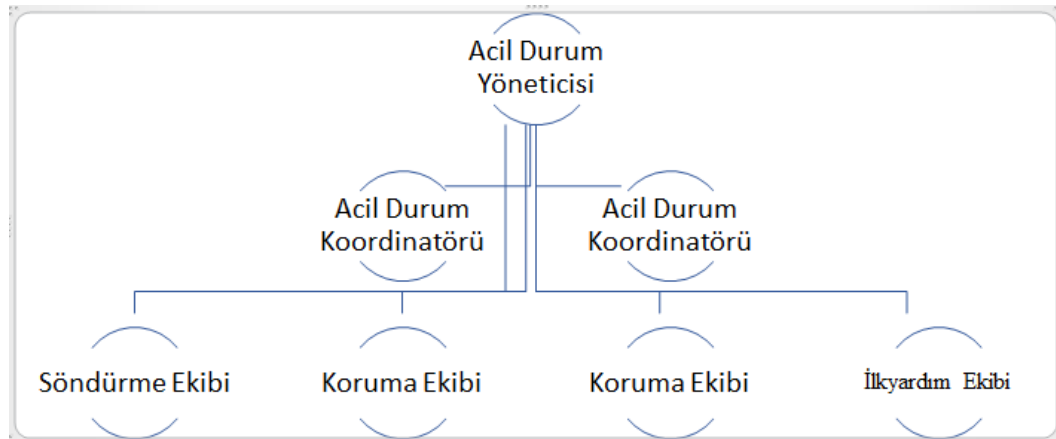 Acil Durum
Yöneticisi
Acil Durum
Koordinatörü
Acil Durum
Koordinatörü
Söndürme Ekibi
Koruma Ekibi
Koruma Ekibi
İlkyardım Ekibi